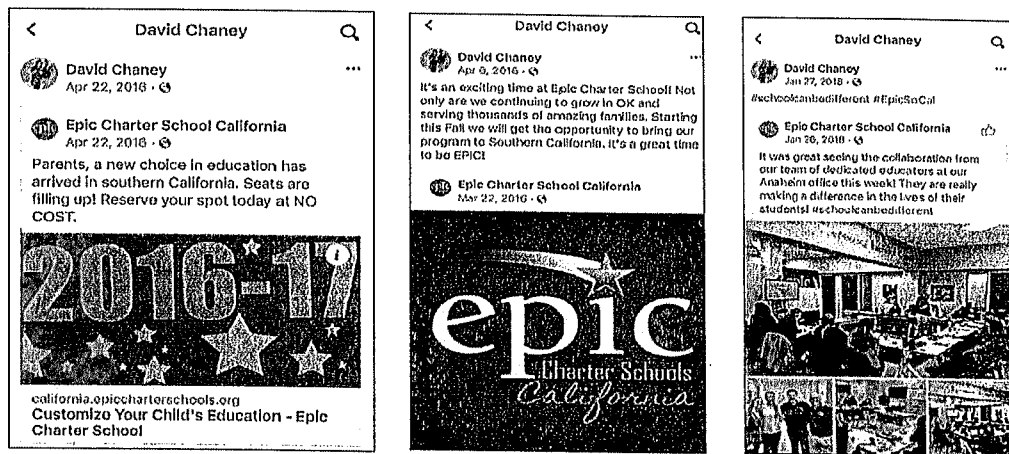 David Chaney
David Chaney
Apr 22, 2016
Epic Charter School California
Apr 22, 2016
Parents, a new choice in education has
arrived in southern California. Seats are
filling up! Reserve your spot today at NO
COST.
2016-17
california.epiccharterschools.org
Customize Your Child's Education - Epic
Charter School
David Chaney
David Chaney
Apr 6, 2016
It's an exciting time at Epic Charter School! Not
only are we continuing to grow in OK and
serving thousands of amazing families. Starting
this Fall we will get the opportunity to bring our
program to Southern California. It's a great time
to be EPIC!
Epic Charter School California
Mar 22, 2016
epic
Charter Schools
California
David Chaney
David Chaney
Jan 27, 2018
#schoolcanbedifferent #EpicSoCal
Epic Charter School California
Jan 26, 2018
It was great seeing the collaboration from
our team of dedicated educators at our
Anaheim office this week! They are really
making a difference in the lives of their
students! #schoolcanbedifferent